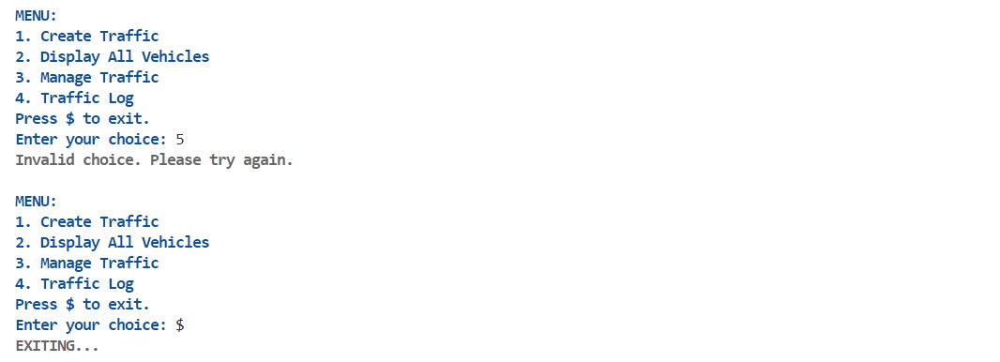 MENU:
1. Create Traffic
2. Display All Vehicles
3. Manage Traffic
4. Traffic Log
Press $ to exit.
Enter your choice: 5
Invalid choice. Please try again.

MENU:
1. Create Traffic
2. Display All Vehicles
3. Manage Traffic
4. Traffic Log
Press $ to exit.
Enter your choice: $
EXITING...